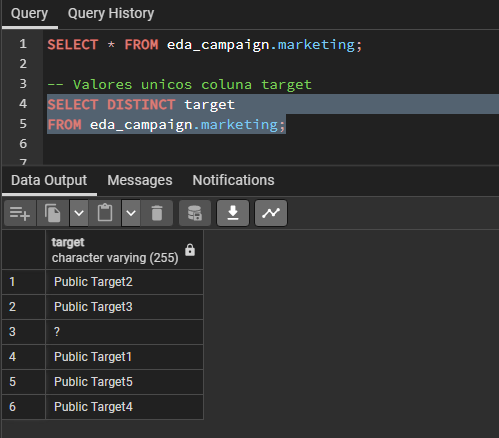 Query Query History
1 SELECT * FROM eda_campaign.marketing;
2
3 -- Valores unicos coluna target
4 SELECT DISTINCT target
5 FROM eda_campaign.marketing;
6
7
Data Output Messages Notifications
target
character varying (255)
1 Public Target2
2 Public Target3
3 ?
4 Public Target1
5 Public Target5
6 Public Target4